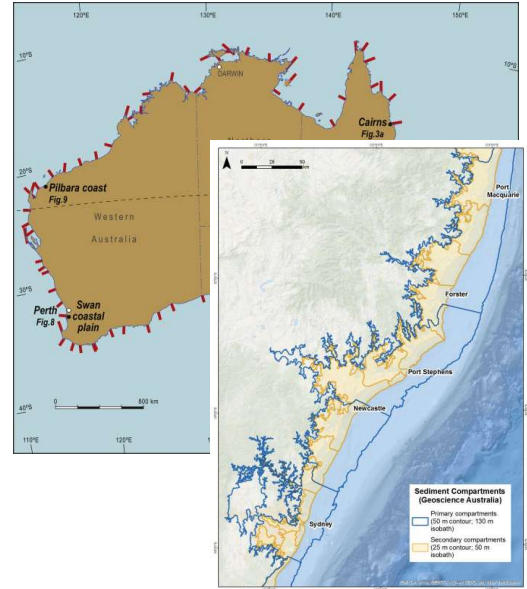 120°E
130°E
140°E
150°E
10°S
10°S
DARWIN
Cairns
Fig.3a
20°S
Pilbara coast
Fig.9
Western
Australia
30°S
Perth
Fig.8
Swan
coastal
plain
0
800 km
40°S
110°E
120°E
N
0
50
Port
Macquarie
Forster
Port Stephens
Newcastle
Sydney
Sediment Compartments
(Geoscience Australia)
Primary compartments
(50 m contour; 130 m
isobath)
Secondary compartments
(25 m contour; 50 m
isobath)